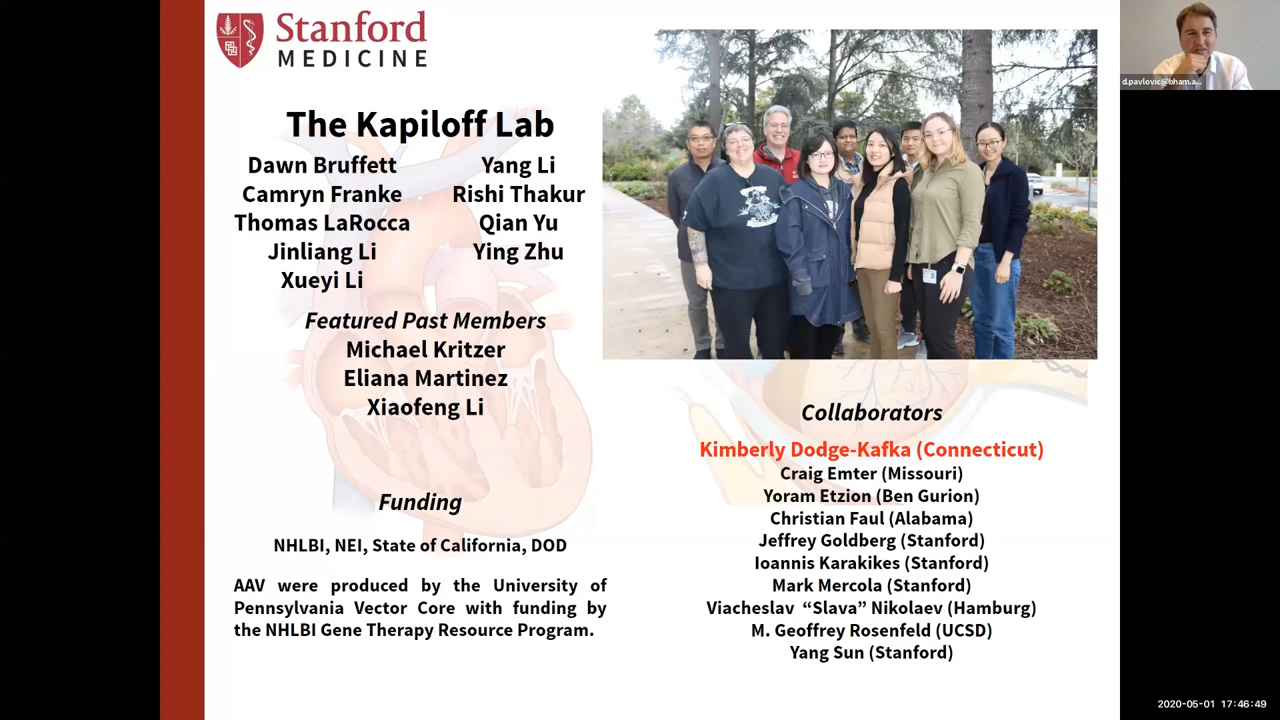 Stanford
MEDICINE
The Kapiloff Lab
Dawn Bruffett
Camryn Franke
Thomas LaRocca
Jinliang Li
Xueyi Li
Yang Li
Rishi Thakur
Qian Yu
Ying Zhu
Featured Past Members
Michael Kritzer
Eliana Martinez
Xiaofeng Li
Funding
NHLBI, NEI, State of California, DOD
AAV were produced by the University of
Pennsylvania Vector Core with funding by
the NHLBI Gene Therapy Resource Program.
Collaborators
Kimberly Dodge-Kafka (Connecticut)
Craig Emter (Missouri)
Yoram Etzion (Ben Gurion)
Christian Faul (Alabama)
Jeffrey Goldberg (Stanford)
Ioannis Karakikes (Stanford)
Mark Mercola (Stanford)
Viacheslav “Slava” Nikolaev (Hamburg)
M. Geoffrey Rosenfeld (UCSD)
Yang Sun (Stanford)
d.pavlovic@bham.a...
2020-05-01 17:46:49